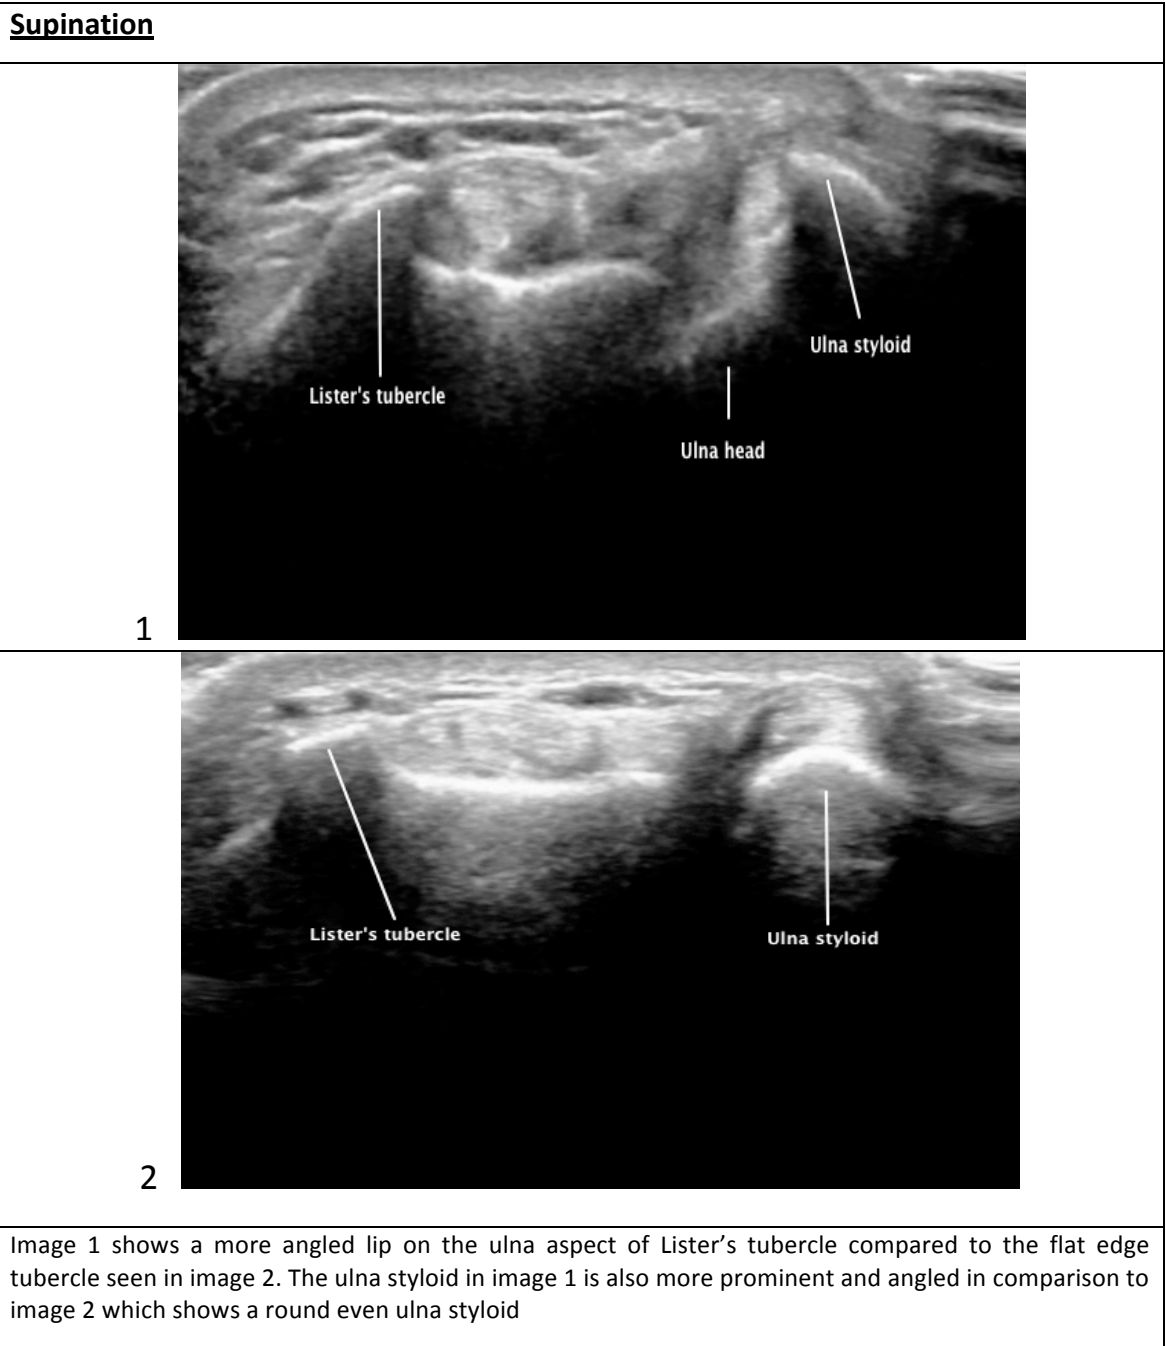 Supination
Lister's tubercle
Ulna styloid
Ulna head
1
Lister's tubercle
Ulna styloid
2
Image 1 shows a more angled lip on the ulna aspect of Lister’s tubercle compared to the flat edge
tubercle seen in image 2. The ulna styloid in image 1 is also more prominent and angled in comparison to
image 2 which shows a round even ulna styloid